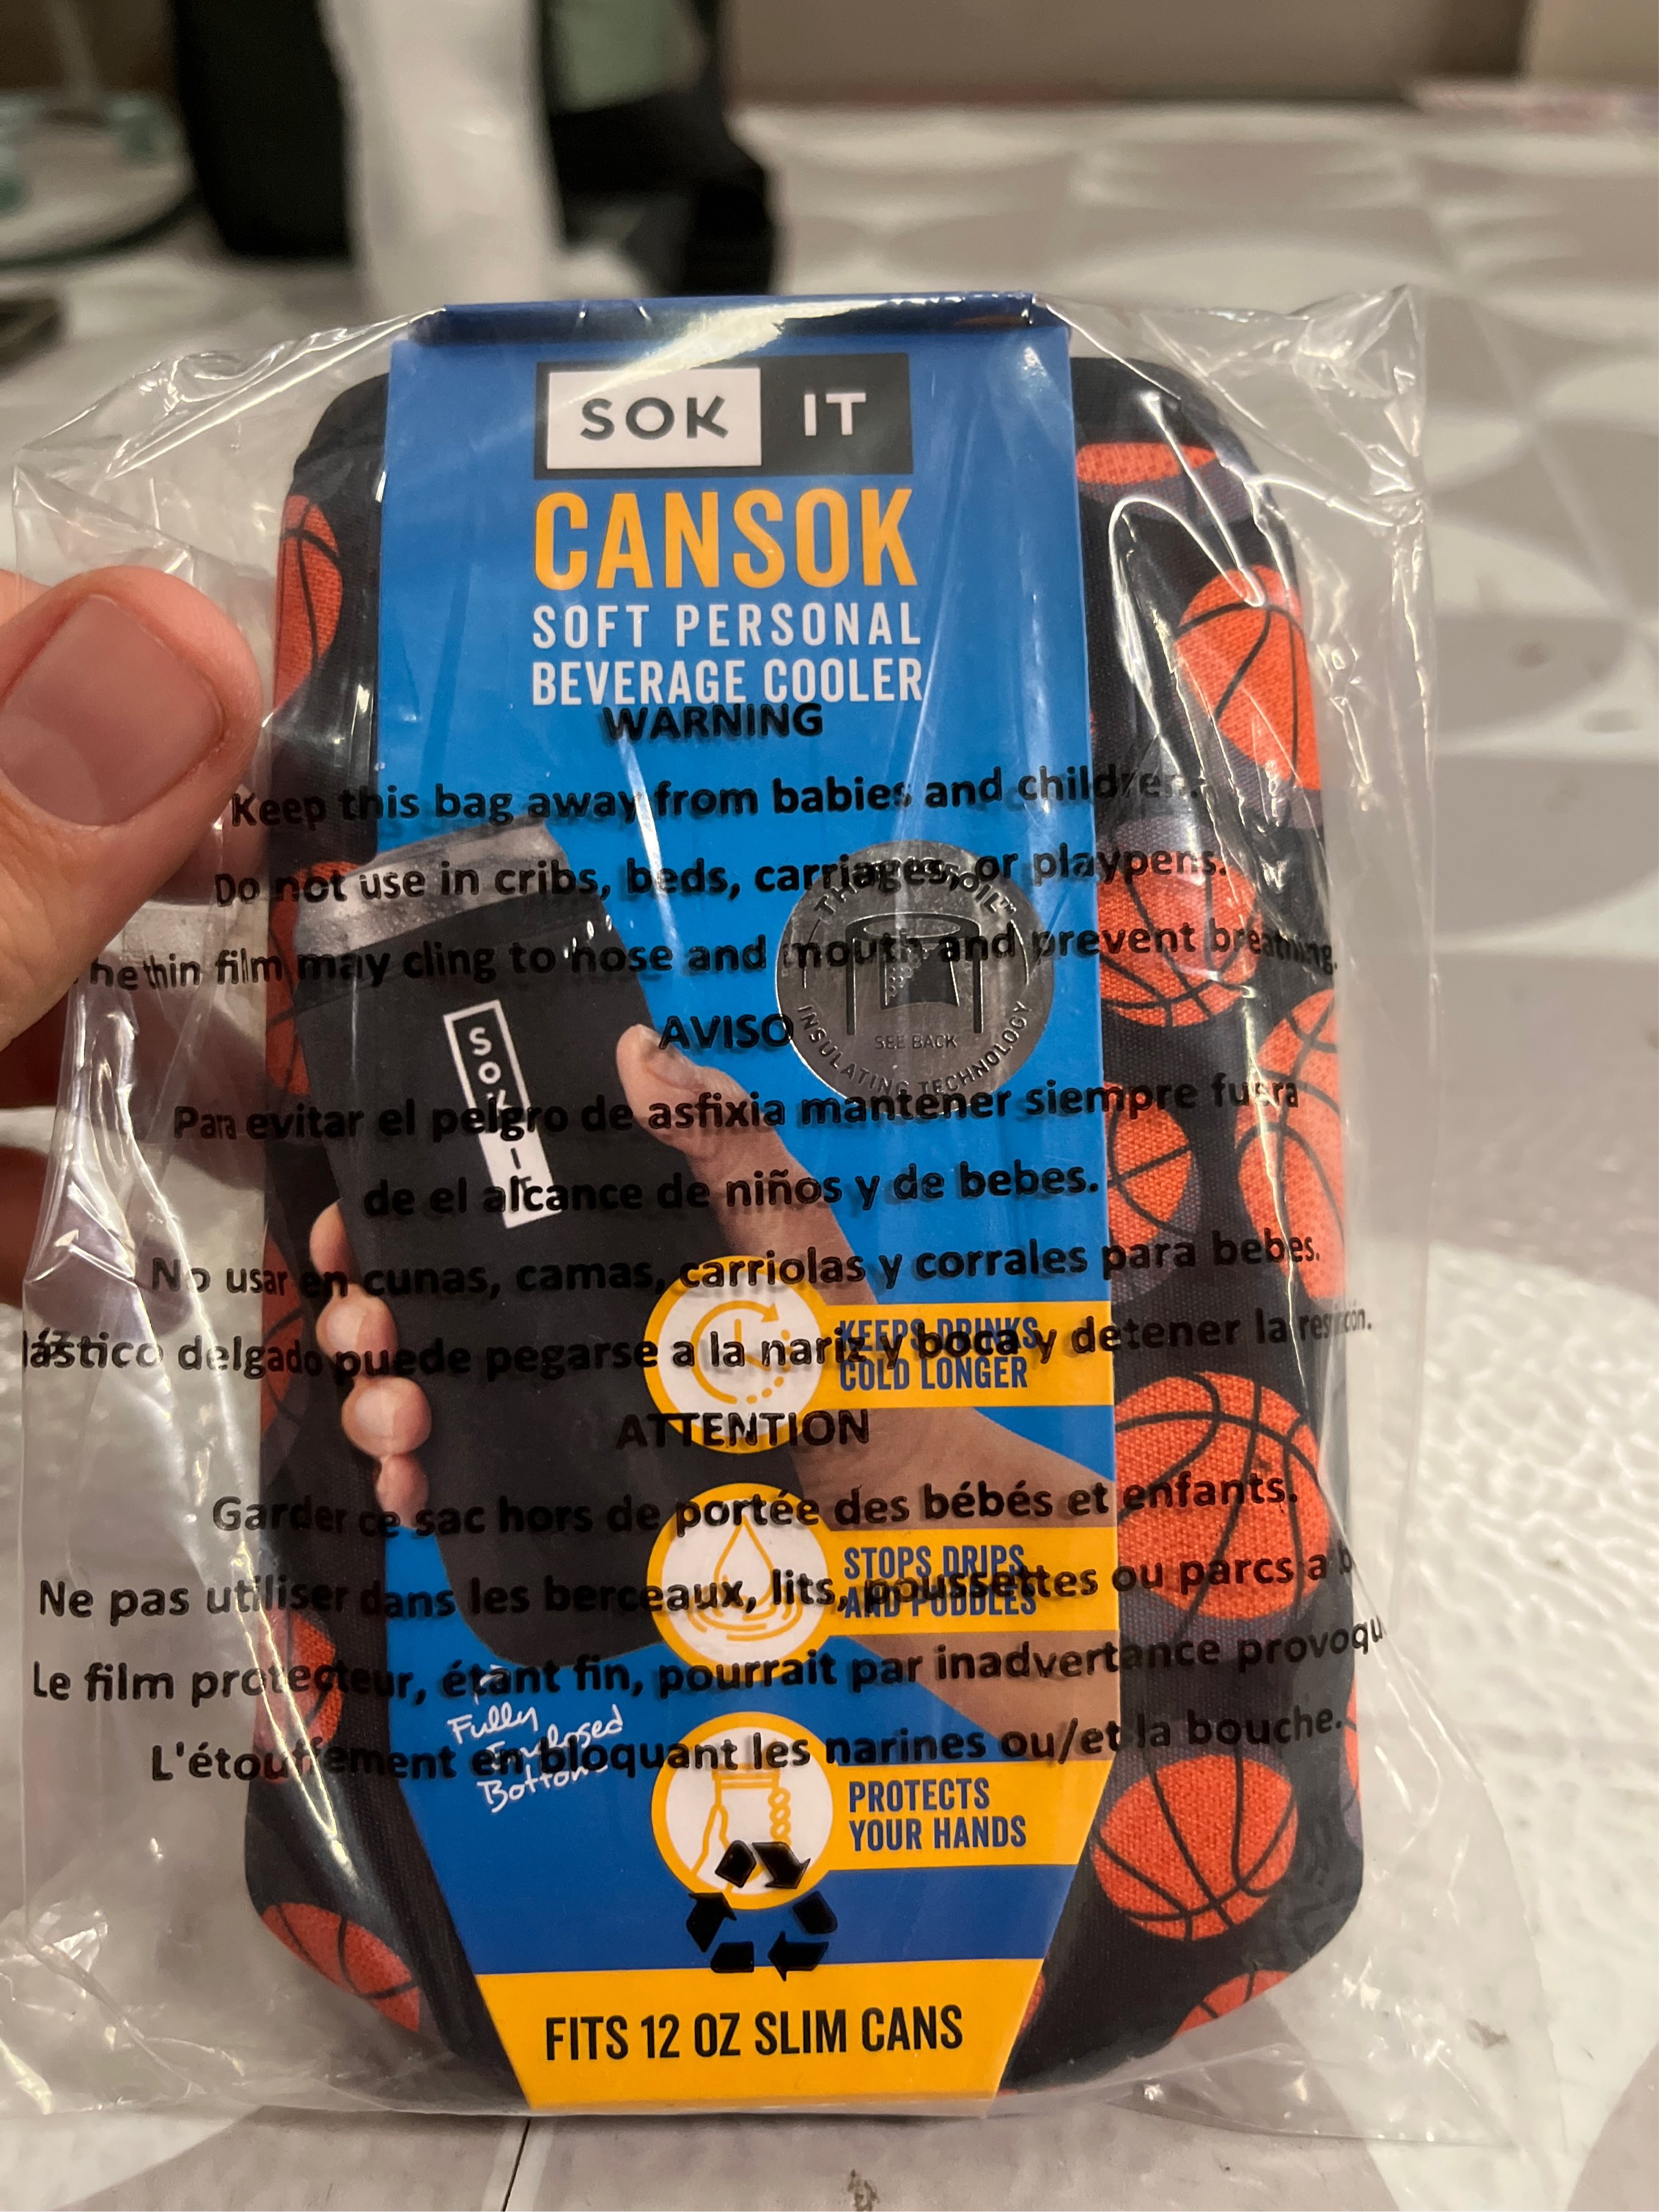 SOK IT
CANSOK
SOFT PERSONAL
BEVERAGE COOLER
WARNING
Keep this bag away from babies and children.
Do not use in cribs, beds, carriages, or playpens.
he thin film may cling to nose and mouth and prevent breathing.
INSULATING TECHNOLOGY
SEE BACK
SOK IT
AVISO
Para evitar el pelgro de asfixia mantener siempre fuera
de el alcance de niños y de bebes.
No usar en cunas, camas, carriolas y corrales para bebes.
lástico delgado puede pegarse a la nariz y boca y detener la respiración.
KEEPS DRINKS
COLD LONGER
ATTENTION
Garder ce sac hors de portée des bébés et enfants.
Ne pas utiliser dans les berceaux, lits, poussettes ou parcs a b
Le film protecteur, étant fin, pourrait par inadvertance provoqu
L'étouffement en bloquant les narines ou/et la bouche.
STOPS DRIPS
AND PUDDLES
Fully
Enclosed
Bottom
PROTECTS
YOUR HANDS
FITS 12 OZ SLIM CANS